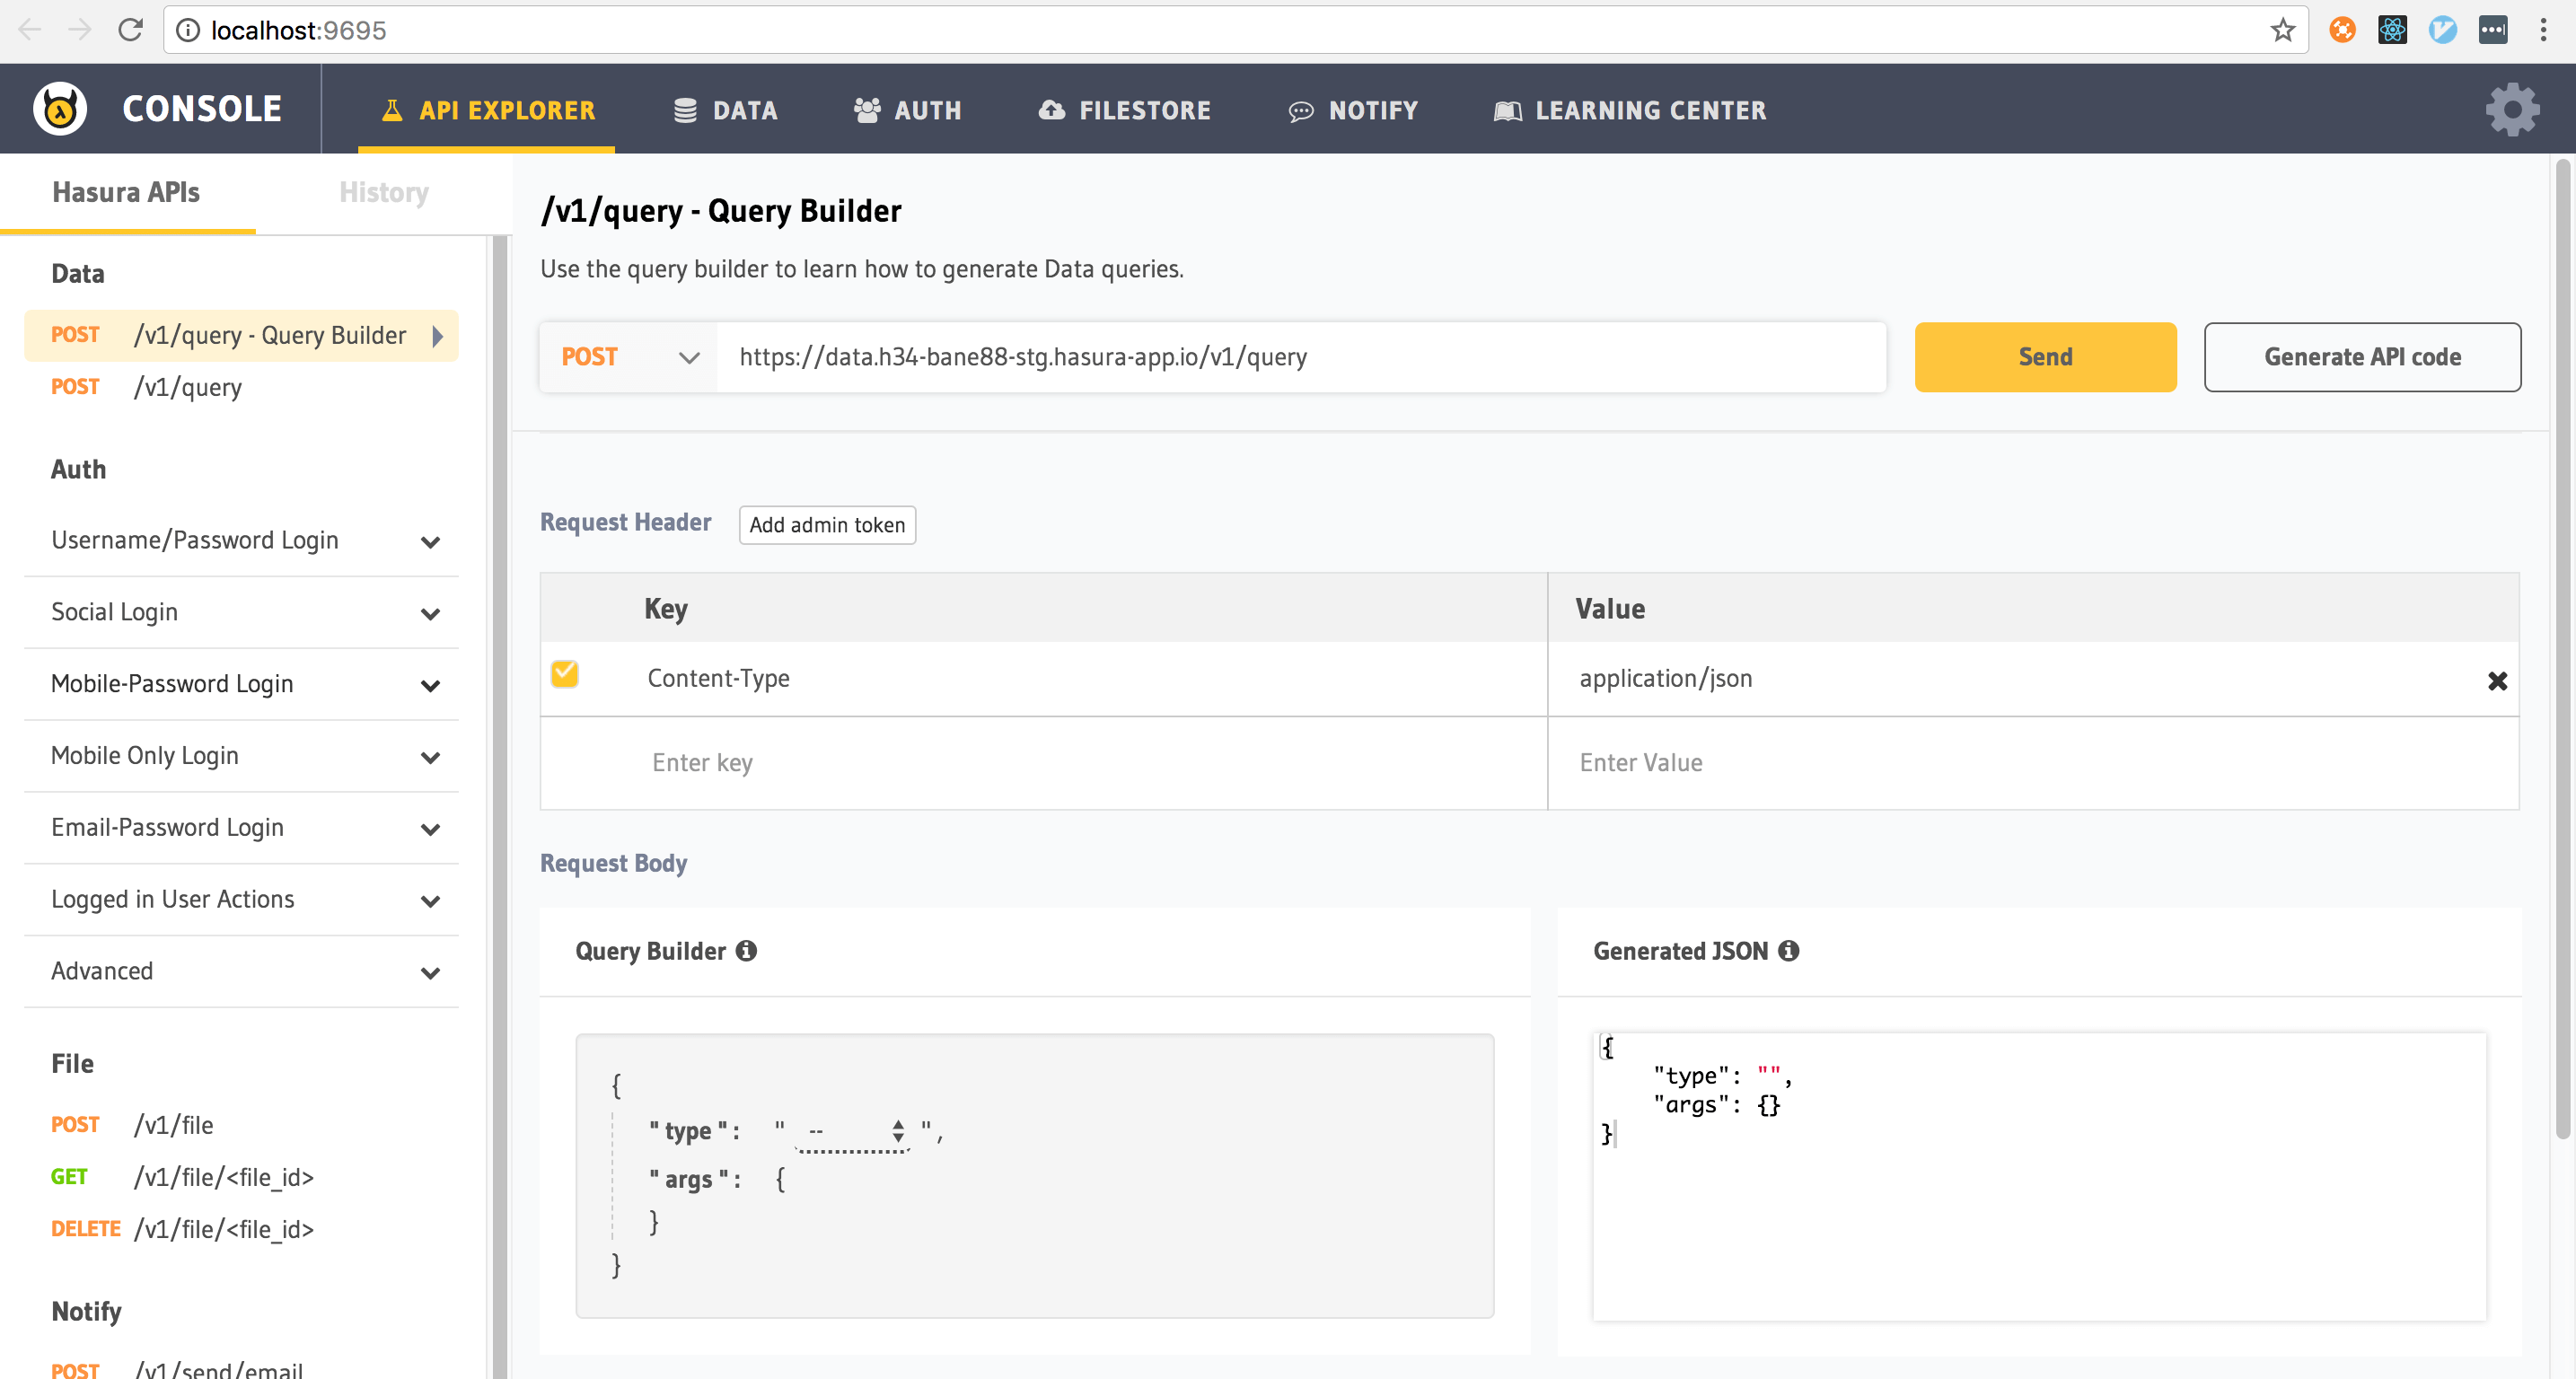 localhost:9695
CONSOLE
API EXPLORER
DATA
AUTH
FILESTORE
NOTIFY
LEARNING CENTER
Hasura APIs
History
Data
POST /v1/query - Query Builder
POST /v1/query
Auth
Username/Password Login
Social Login
Mobile-Password Login
Mobile Only Login
Email-Password Login
Logged in User Actions
Advanced
File
POST /v1/file
GET /v1/file/<file_id>
DELETE /v1/file/<file_id>
Notify
POST /v1/send/email
/v1/query - Query Builder
Use the query builder to learn how to generate Data queries.
POST https://data.h34-bane88-stg.hasura-app.io/v1/query
Send
Generate API code
Request Header
Add admin token
Key Value
Content-Type application/json
Enter key Enter Value
Request Body
Query Builder
{
" type " : " -- ",
" args " : {
}
}
Generated JSON
{
"type": "",
"args": {}
}